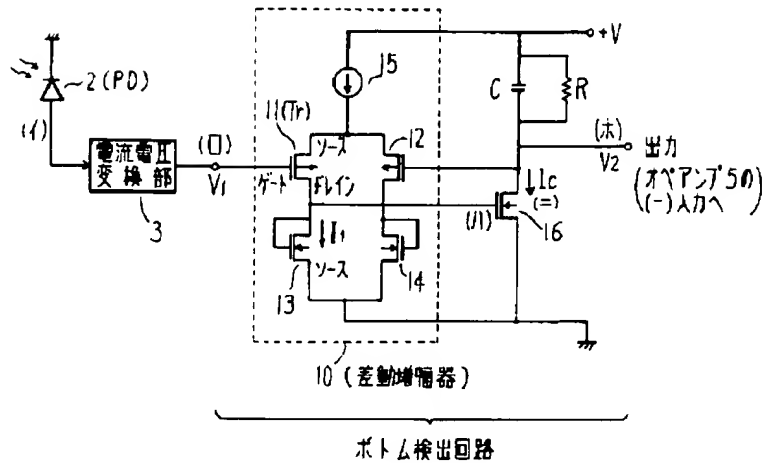 +V
15
2(PD)
C
R
(イ)
11(Tr)
ソース
12
(ホ)
(ロ)
V1
V2
出力
(オペアンプ5の
(-)入力へ)
電流電圧
変換部
3
ゲート
ドレイン
Ic
(ニ)
(ハ)
16
I1
ソース
13
14
10(差動増幅器)
ボトム検出回路